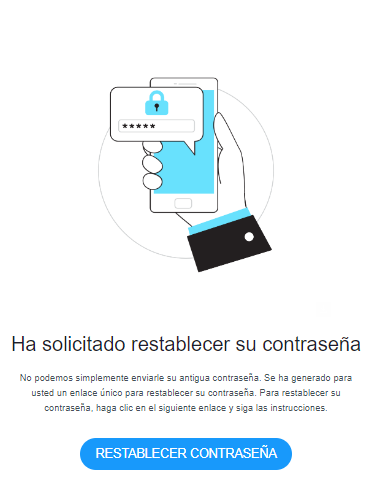 *****
Ha solicitado restablecer su contraseña
No podemos simplemente enviarle su antigua contraseña. Se ha generado para
usted un enlace único para restablecer su contraseña. Para restablecer su
contraseña, haga clic en el siguiente enlace y siga las instrucciones.
RESTABLECER CONTRASEÑA